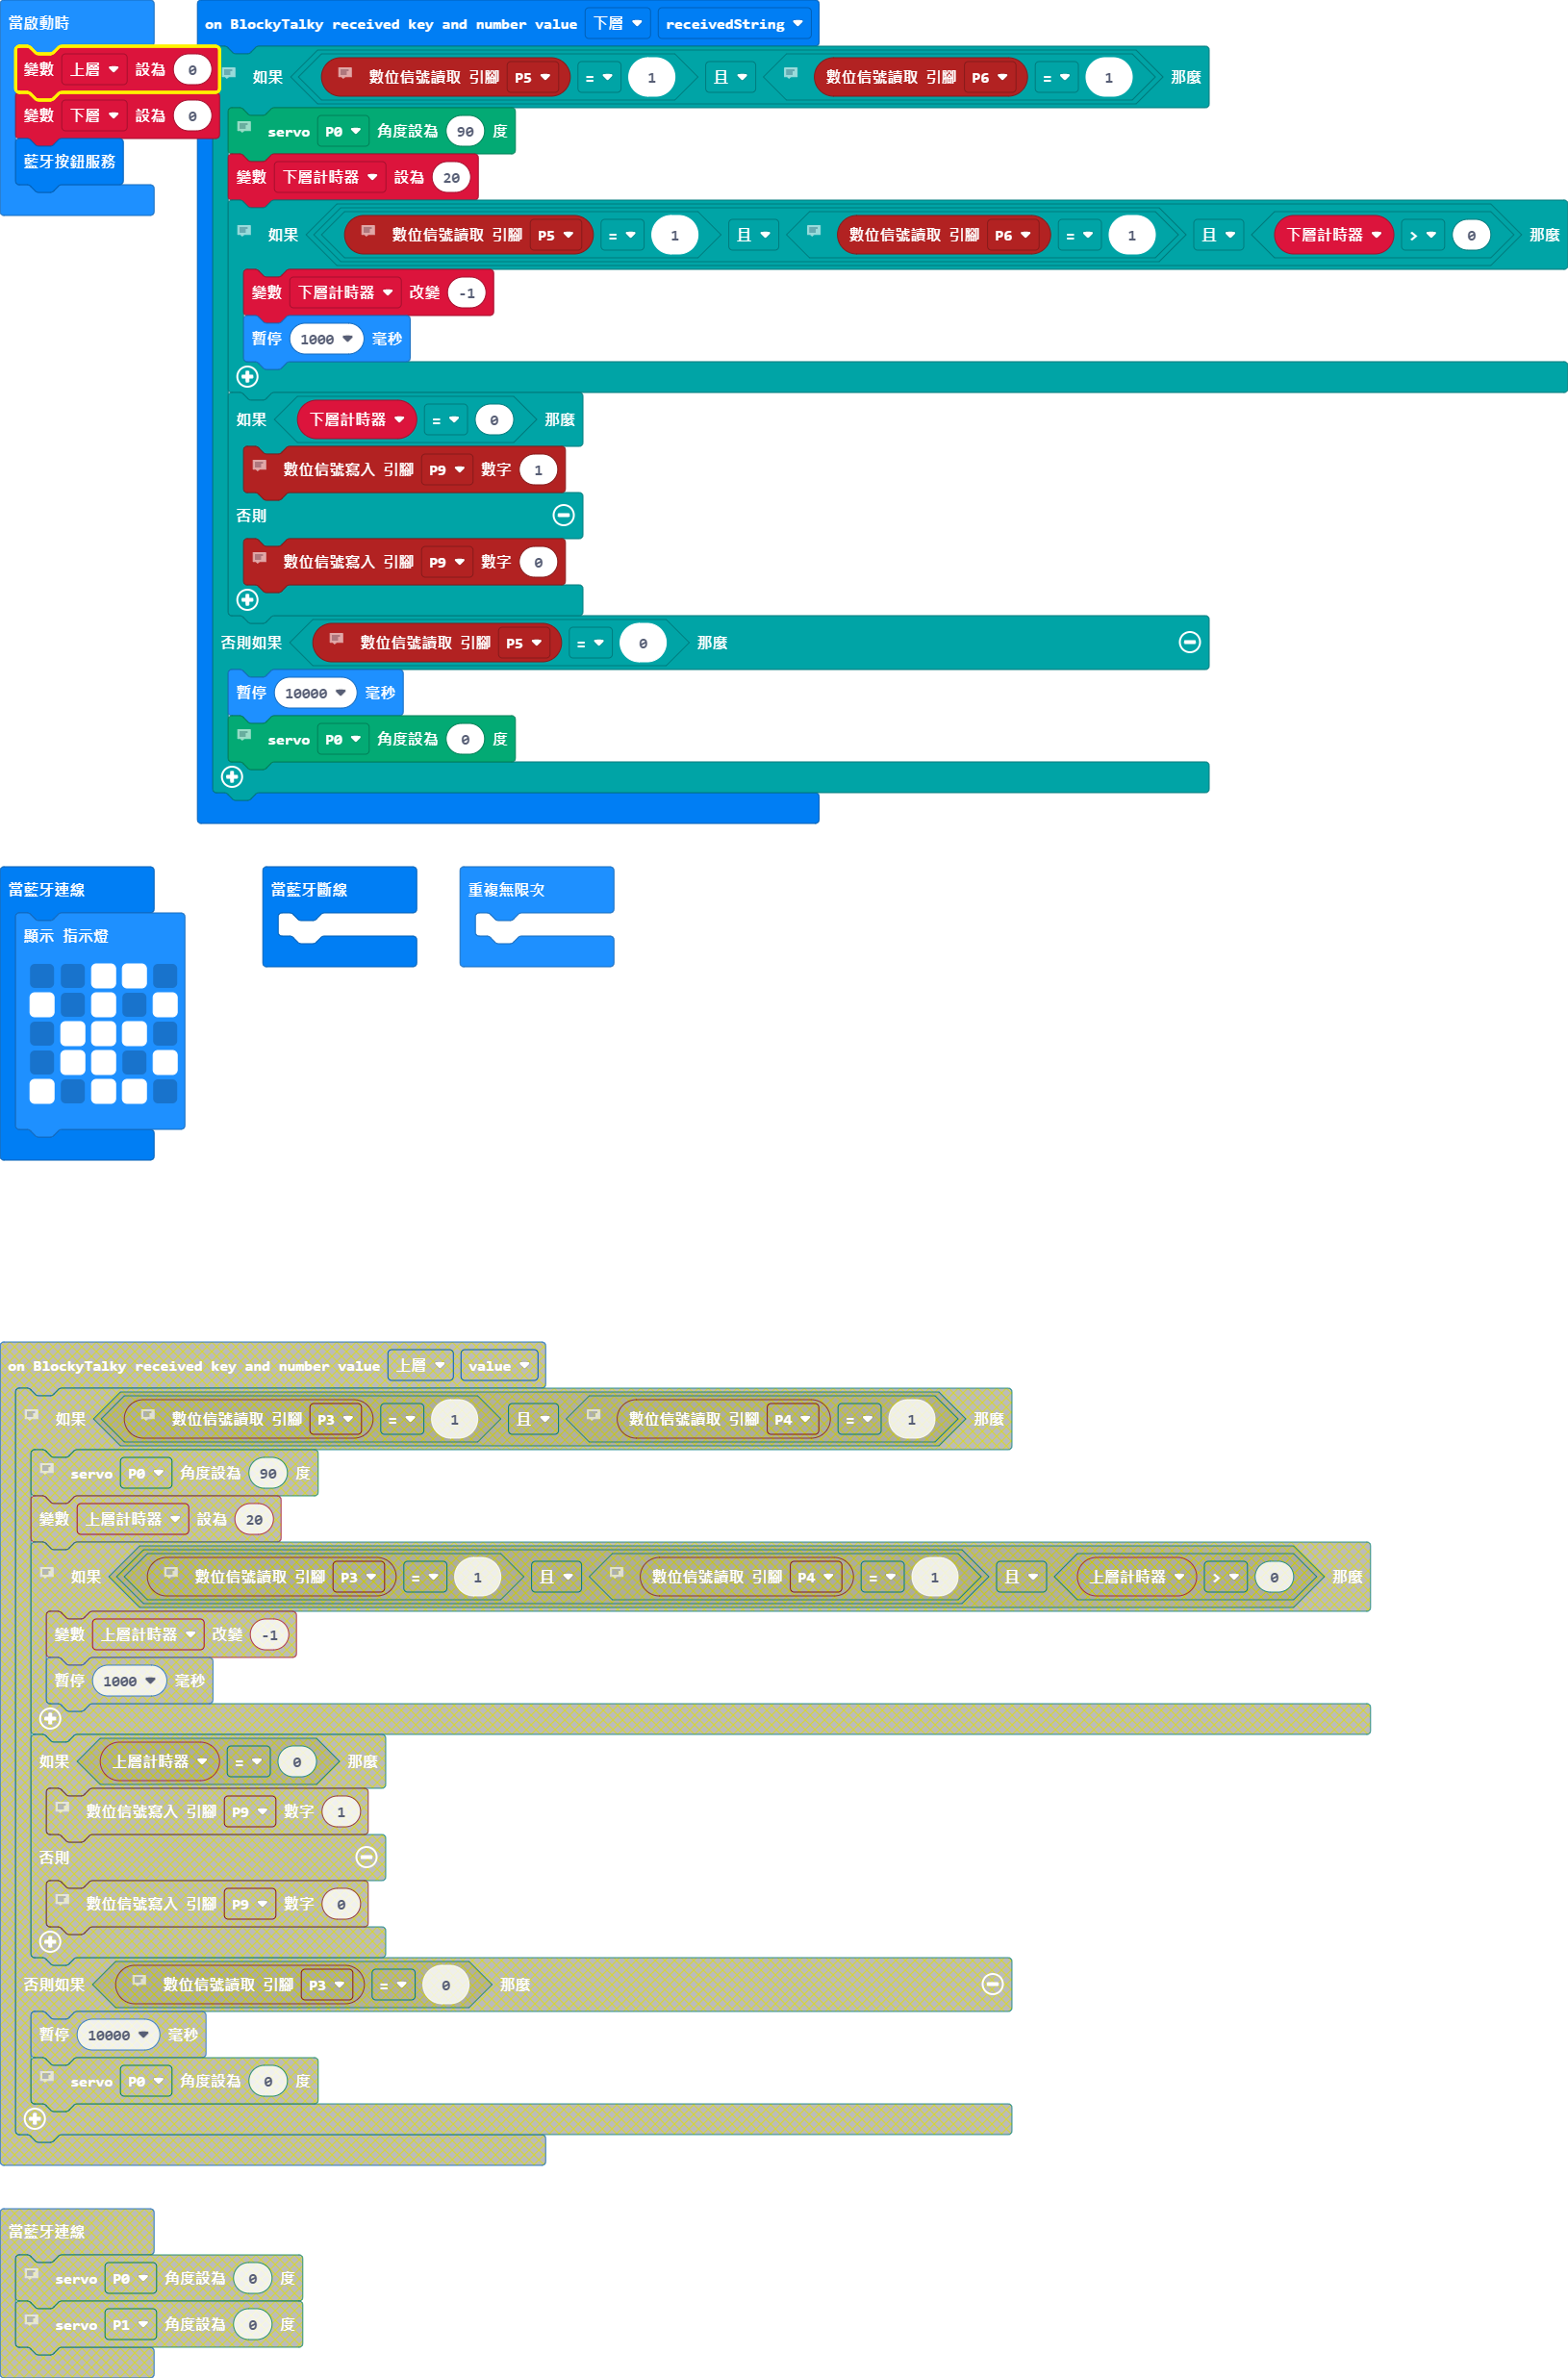 當啟動時
變數 上層 設為 0
變數 下層 設為 0
藍牙按鈕服務
on BlockyTalky received key and number value 下層 receivedString
如果 數位信號讀取 引腳 P5 = 1 且 數位信號讀取 引腳 P6 = 1 那麼
servo P0 角度設為 90 度
變數 下層計時器 設為 20
如果 數位信號讀取 引腳 P5 = 1 且 數位信號讀取 引腳 P6 = 1 且 下層計時器 > 0 那麼
變數 下層計時器 改變 -1
暫停 1000 毫秒
如果 下層計時器 = 0 那麼
數位信號寫入 引腳 P9 數字 1
否則
數位信號寫入 引腳 P9 數字 0
否則如果 數位信號讀取 引腳 P5 = 0 那麼
暫停 10000 毫秒
servo P0 角度設為 0 度
當藍牙連線
顯示 指示燈
當藍牙斷線
重複無限次
on BlockyTalky received key and number value 上層 value
如果 數位信號讀取 引腳 P3 = 1 且 數位信號讀取 引腳 P4 = 1 那麼
servo P0 角度設為 90 度
變數 上層計時器 設為 20
如果 數位信號讀取 引腳 P3 = 1 且 數位信號讀取 引腳 P4 = 1 且 上層計時器 > 0 那麼
變數 上層計時器 改變 -1
暫停 1000 毫秒
如果 上層計時器 = 0 那麼
數位信號寫入 引腳 P9 數字 1
否則
數位信號寫入 引腳 P9 數字 0
否則如果 數位信號讀取 引腳 P3 = 0 那麼
暫停 10000 毫秒
servo P0 角度設為 0 度
當藍牙連線
servo P0 角度設為 0 度
servo P1 角度設為 0 度